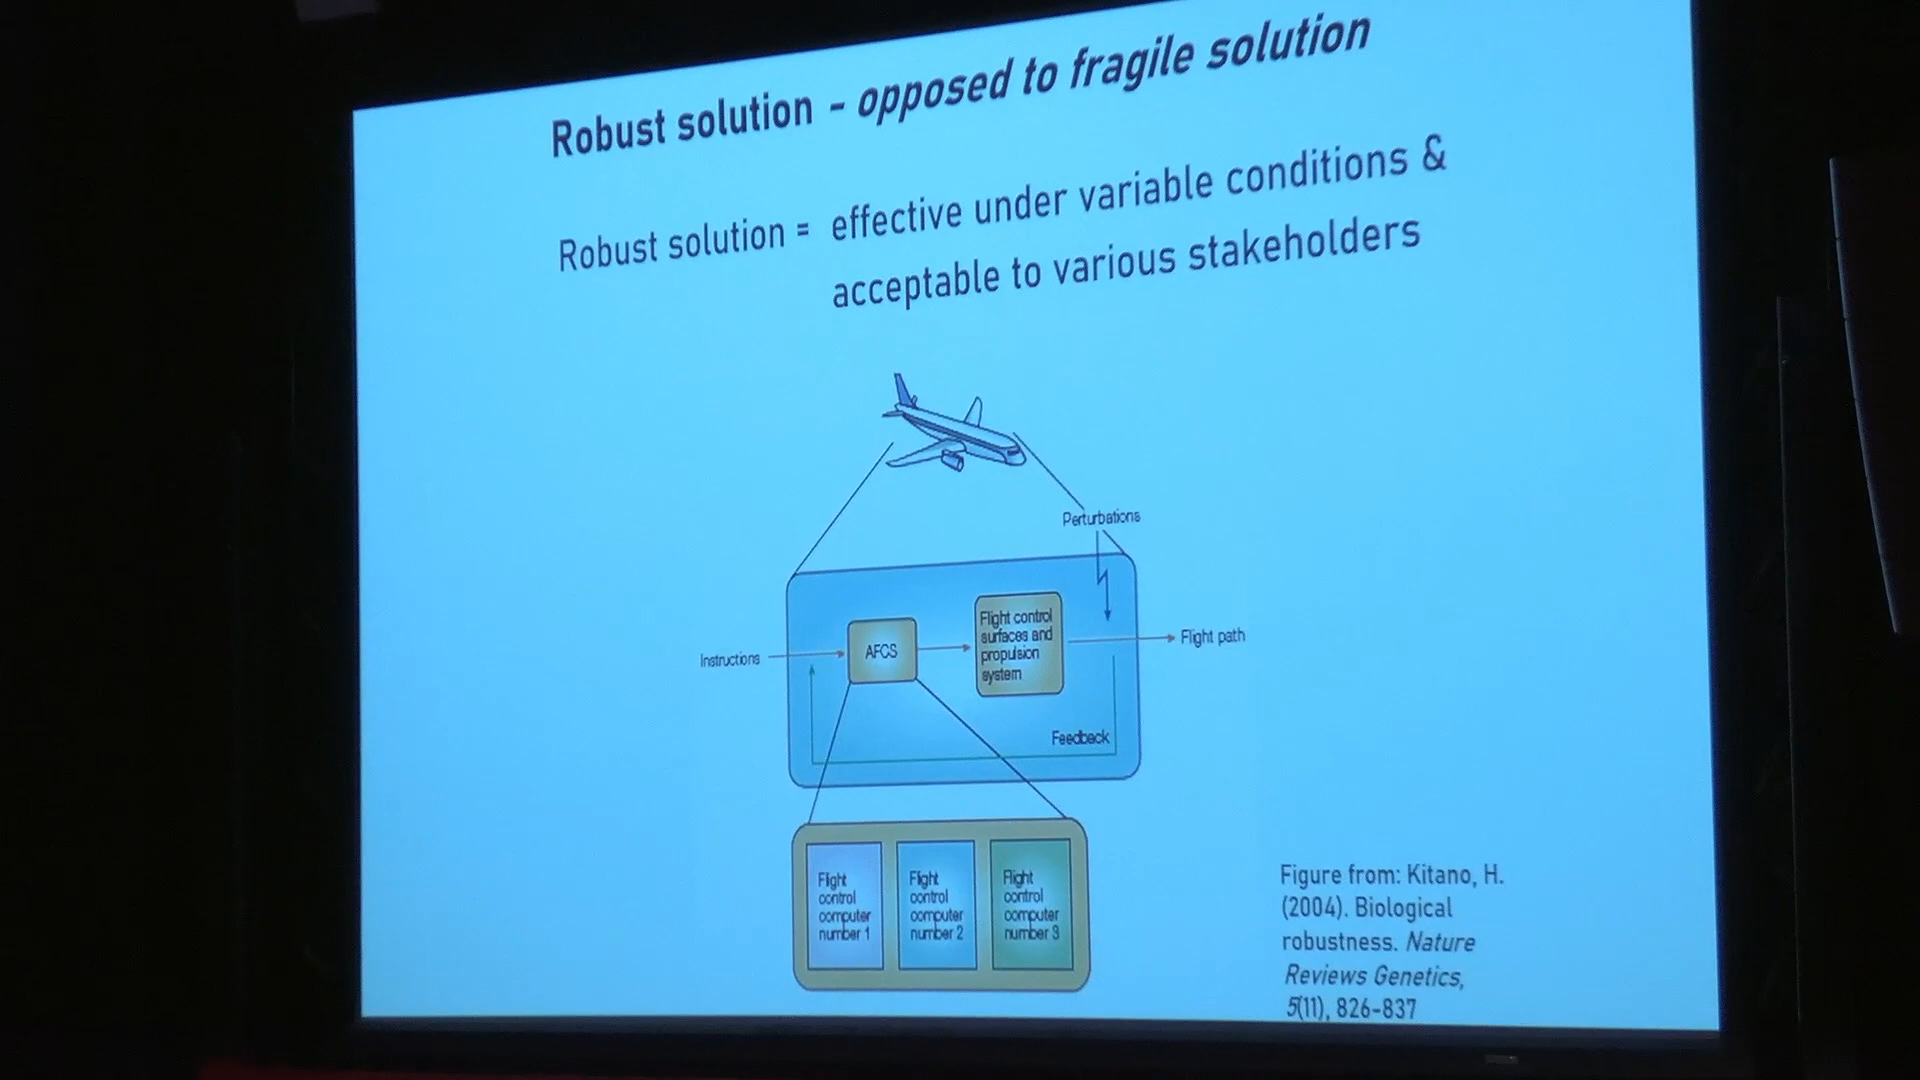 Robust solution - opposed to fragile solution
Robust solution = effective under variable conditions &
acceptable to various stakeholders
Perturbations
Instructions
AFCS
Flight control
surfaces and
propulsion
system
Flight path
Feedback
Flight
control
computer
number 1
Flight
control
computer
number 2
Flight
control
computer
number 3
Figure from: Kitano, H.
(2004). Biological
robustness. Nature
Reviews Genetics,
5(11), 826-837